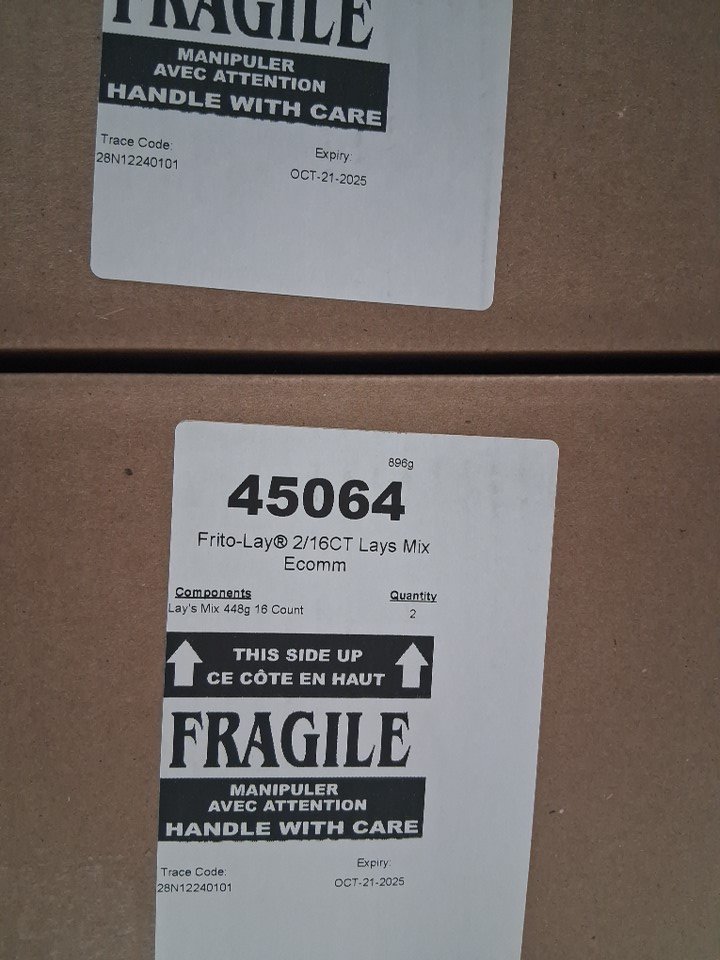 FRAGILE
MANIPULER
AVEC ATTENTION
HANDLE WITH CARE
Trace Code:
28N12240101
Expiry:
OCT-21-2025
896g
45064
Frito-Lay® 2/16CT Lays Mix
Ecomm
Components
Quantity
Lay's Mix 448g 16 Count
2
THIS SIDE UP
CE CÔTE EN HAUT
FRAGILE
MANIPULER
AVEC ATTENTION
HANDLE WITH CARE
Trace Code:
28N12240101
Expiry:
OCT-21-2025